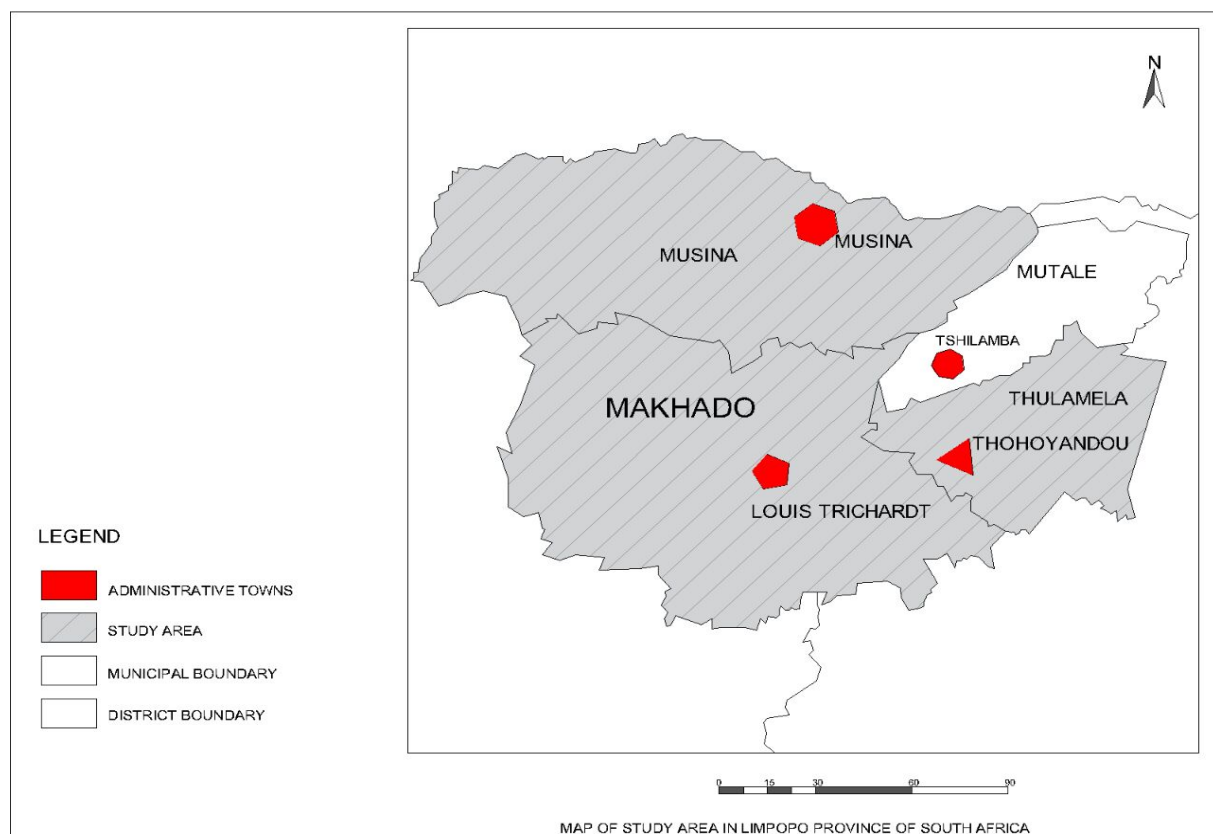 N
MUSINA
MUSINA
MUTALE
TSHILAMBA
THULAMELA
MAKHADO
THOHOYANDOU
LOUIS TRICHARDT
LEGEND
ADMINISTRATIVE TOWNS
STUDY AREA
MUNICIPAL BOUNDARY
DISTRICT BOUNDARY
0 15 30 60 90
MAP OF STUDY AREA IN LIMPOPO PROVINCE OF SOUTH AFRICA